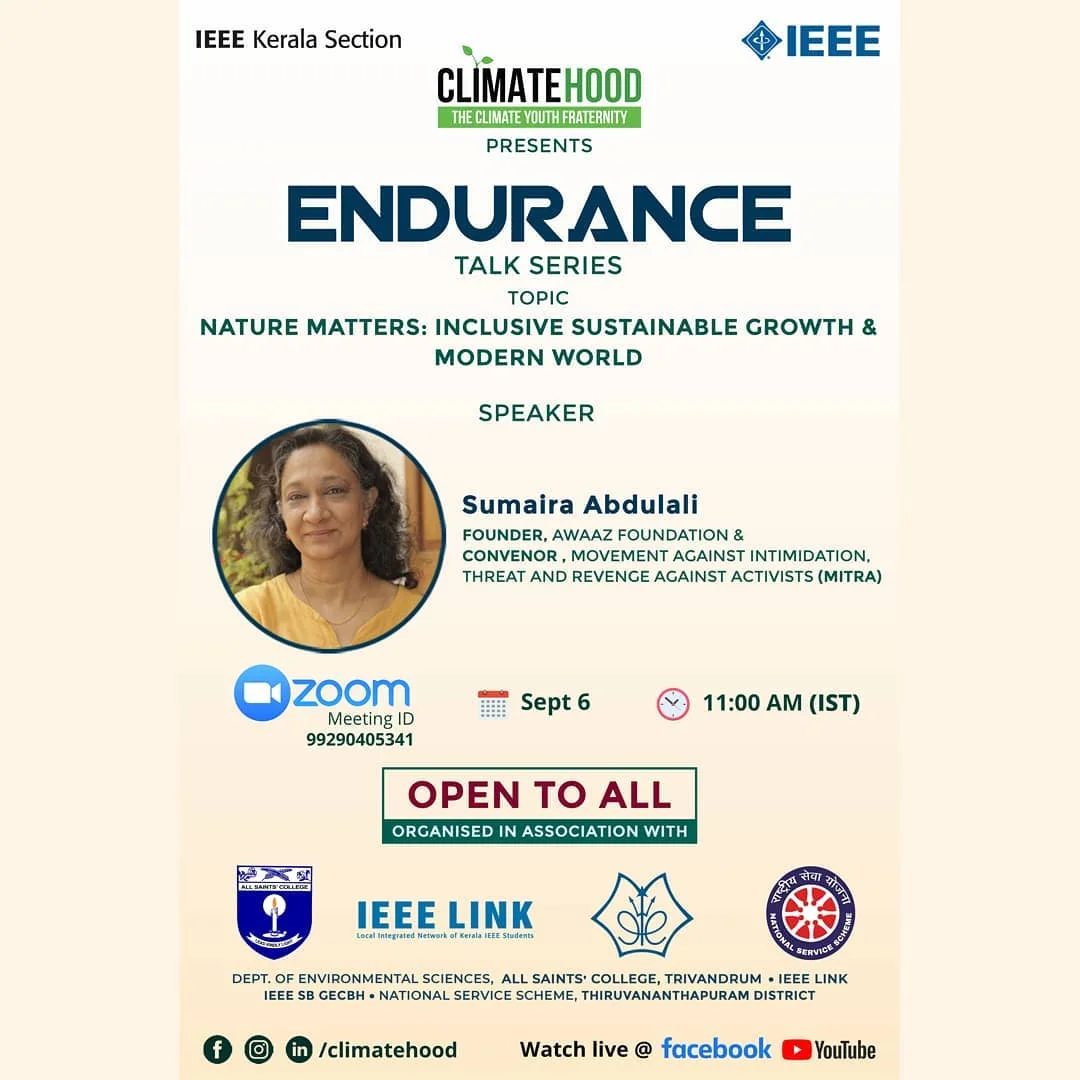 IEEE Kerala Section
IEEE
CLIMATEHOOD
THE CLIMATE YOUTH FRATERNITY
PRESENTS
ENDURANCE
TALK SERIES
TOPIC
NATURE MATTERS: INCLUSIVE SUSTAINABLE GROWTH &
MODERN WORLD
SPEAKER
Sumaira Abdulali
FOUNDER, AWAAZ FOUNDATION &
CONVENOR , MOVEMENT AGAINST INTIMIDATION,
THREAT AND REVENGE AGAINST ACTIVISTS (MITRA)
zoom
Meeting ID
99290405341
Sept 6
11:00 AM (IST)
OPEN TO ALL
ORGANISED IN ASSOCIATION WITH
ALL SAINTS' COLLEGE
LEAD KINDLY LIGHT
IEEE LINK
Local Integrated Network of Kerala IEEE Students
राष्ट्रीय सेवा योजना
NATIONAL SERVICE SCHEME
DEPT. OF ENVIRONMENTAL SCIENCES, ALL SAINTS' COLLEGE, TRIVANDRUM • IEEE LINK
IEEE SB GECBH • NATIONAL SERVICE SCHEME, THIRUVANANTHAPURAM DISTRICT
/climatehood
Watch live @ facebook YouTube